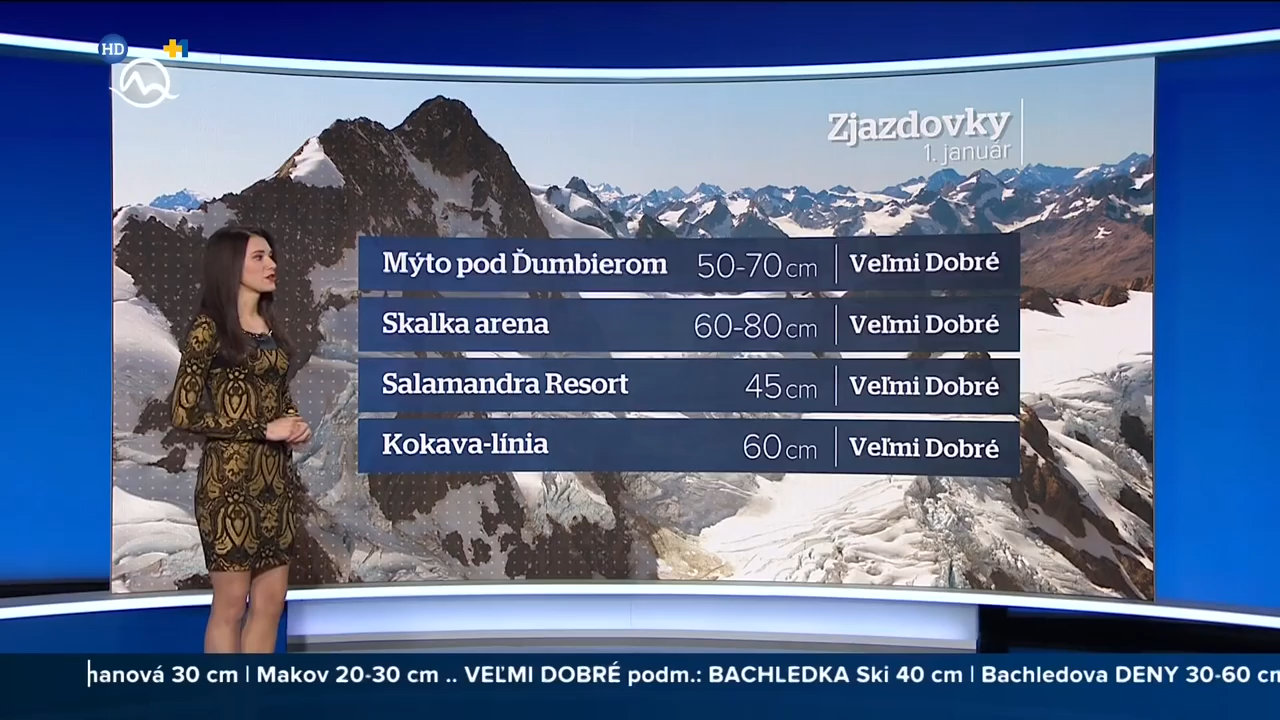 HD
+1
Zjazdovky
1. január
Mýto pod Ďumbierom 50-70 cm Veľmi Dobré
Skalka arena 60-80 cm Veľmi Dobré
Salamandra Resort 45 cm Veľmi Dobré
Kokava-línia 60 cm Veľmi Dobré
30 cm | Makov 20-30 cm .. VEĽMI DOBRÉ podm.: BACHLEDKA Ski 40 cm | Bachledova DENY 30-60